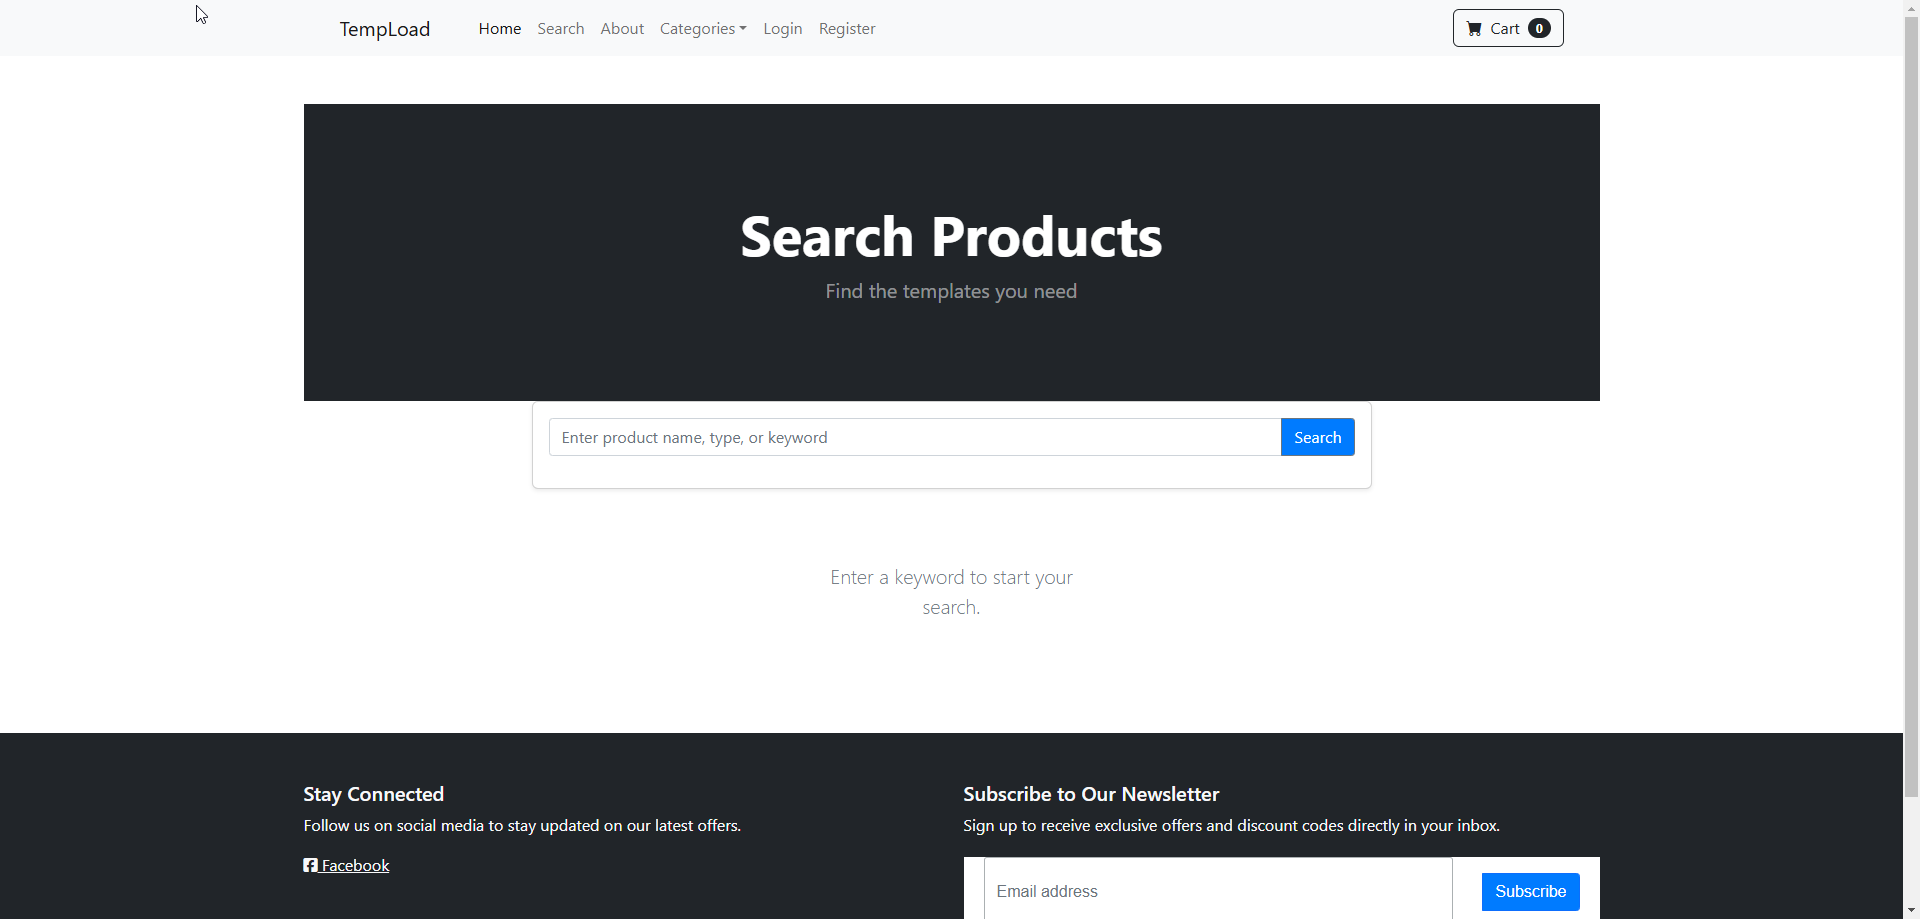 TempLoad
Home Search About Categories Login Register
Cart 0
Search Products
Find the templates you need
Enter product name, type, or keyword
Search
Enter a keyword to start your
search.
Stay Connected
Follow us on social media to stay updated on our latest offers.
Facebook
Subscribe to Our Newsletter
Sign up to receive exclusive offers and discount codes directly in your inbox.
Email address
Subscribe